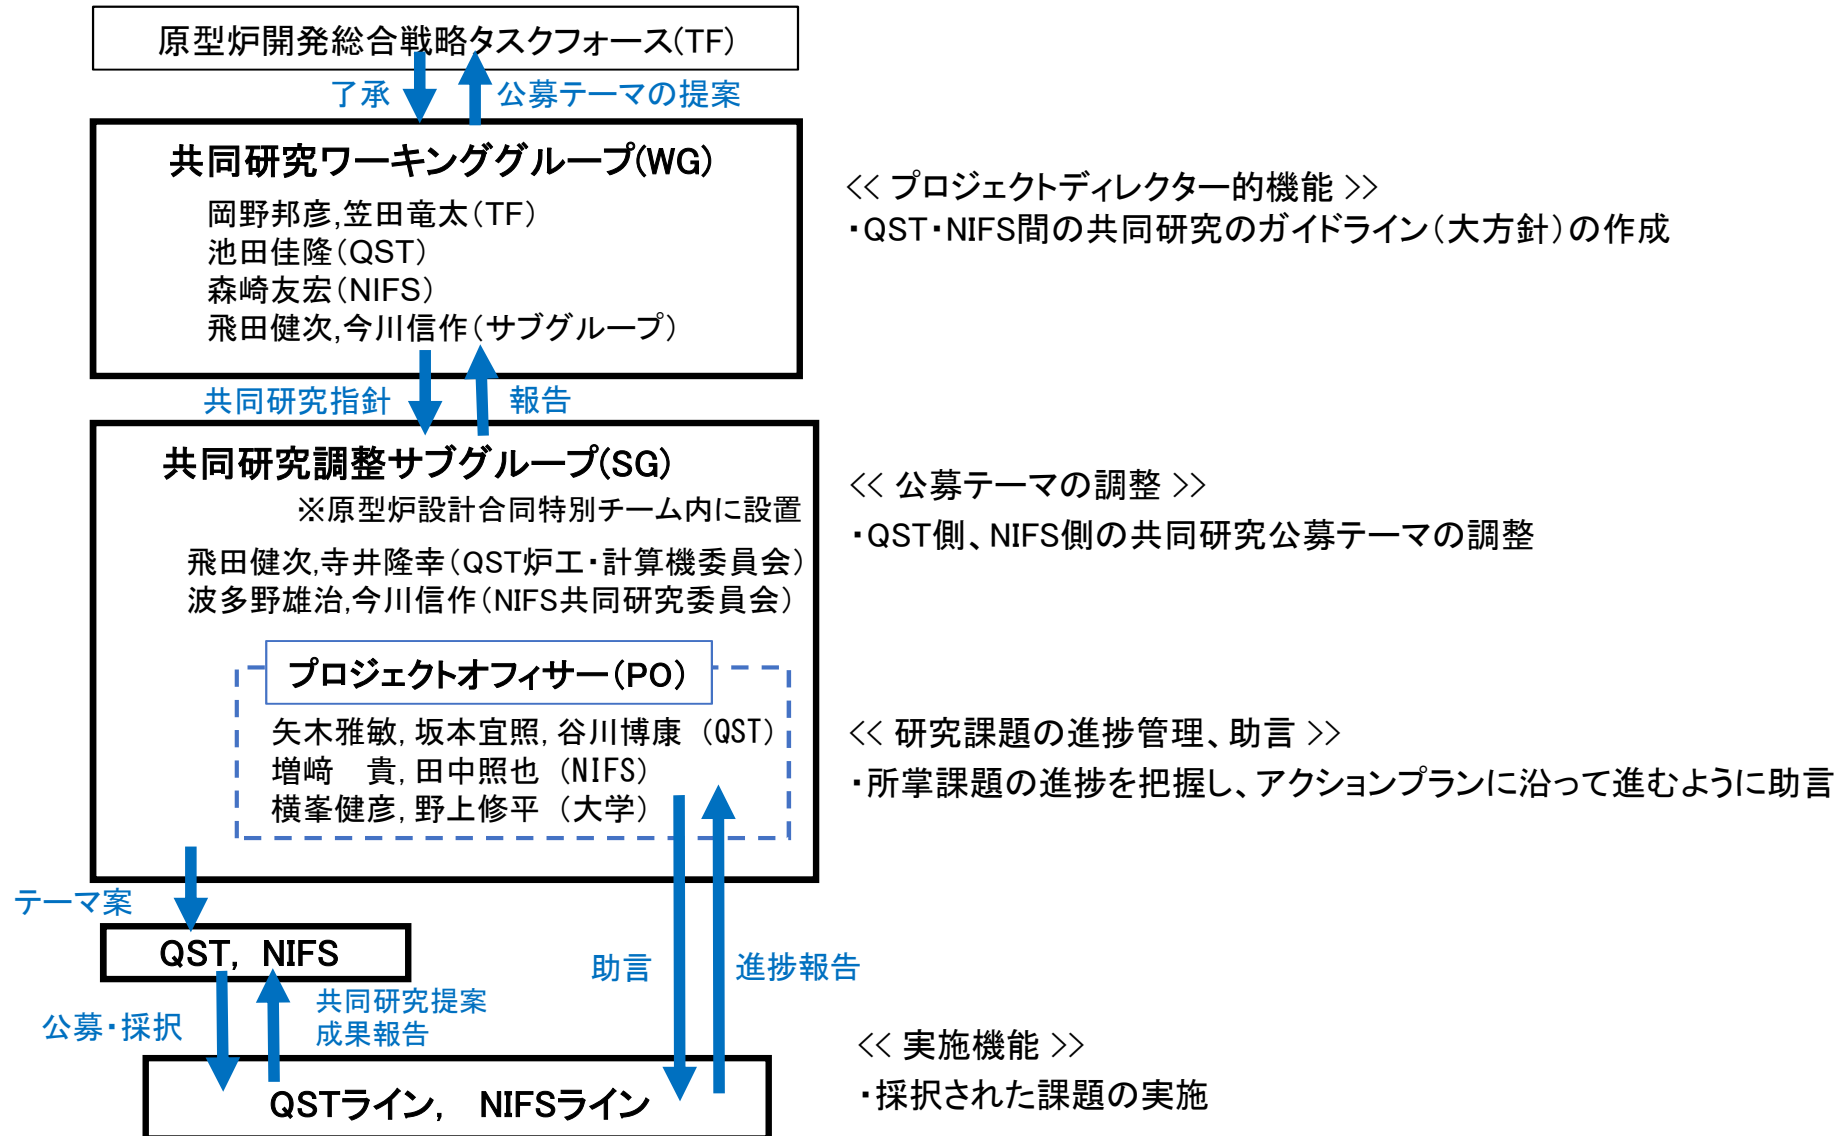 原型炉開発総合戦略タスクフォース(TF)
了承
公募テーマの提案
共同研究ワーキンググループ(WG)
岡野邦彦,笠田竜太(TF)
池田佳隆(QST)
森崎友宏(NIFS)
飛田健次,今川信作(サブグループ)
<< プロジェクトディレクター的機能 >>
・QST・NIFS間の共同研究のガイドライン(大方針)の作成
共同研究指針
報告
共同研究調整サブグループ(SG)
※原型炉設計合同特別チーム内に設置
飛田健次,寺井隆幸(QST炉工・計算機委員会)
波多野雄治,今川信作(NIFS共同研究委員会)
<< 公募テーマの調整 >>
・QST側、NIFS側の共同研究公募テーマの調整
プロジェクトオフィサー(PO)
矢木雅敏, 坂本宜照, 谷川博康 (QST)
増﨑 貴, 田中照也 (NIFS)
横峯健彦, 野上修平 (大学)
<< 研究課題の進捗管理、助言 >>
・所掌課題の進捗を把握し、アクションプランに沿って進むように助言
テーマ案
QST, NIFS
助言
進捗報告
公募・採択
共同研究提案
成果報告
QSTライン, NIFSライン
<< 実施機能 >>
・採択された課題の実施